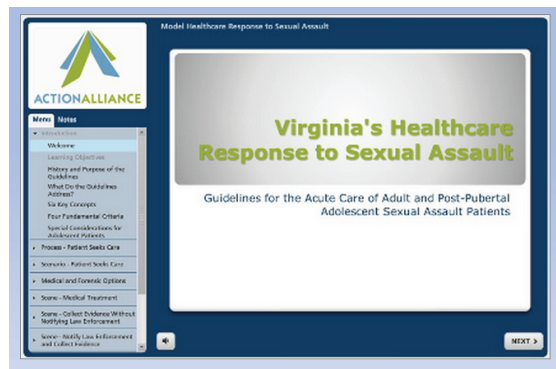 Model Healthcare Response to Sexual Assault
ACTIONALLIANCE
Menu Notes
Introduction
Welcome
Learning Objectives
History and Purpose of the
Guidelines
What Do the Guidelines
Address?
Six Key Concepts
Four Fundamental Criteria
Special Considerations for
Adolescent Patients
Process - Patient Seeks Care
Scenario - Patient Seeks Care
Medical and Forensic Options
Scene - Medical Treatment
Scene - Collect Evidence Without
Notifying Law Enforcement
Scene - Notify Law Enforcement
and Collect Evidence
Virginia's Healthcare
Response to Sexual Assault
Guidelines for the Acute Care of Adult and Post-Pubertal
Adolescent Sexual Assault Patients
NEXT >